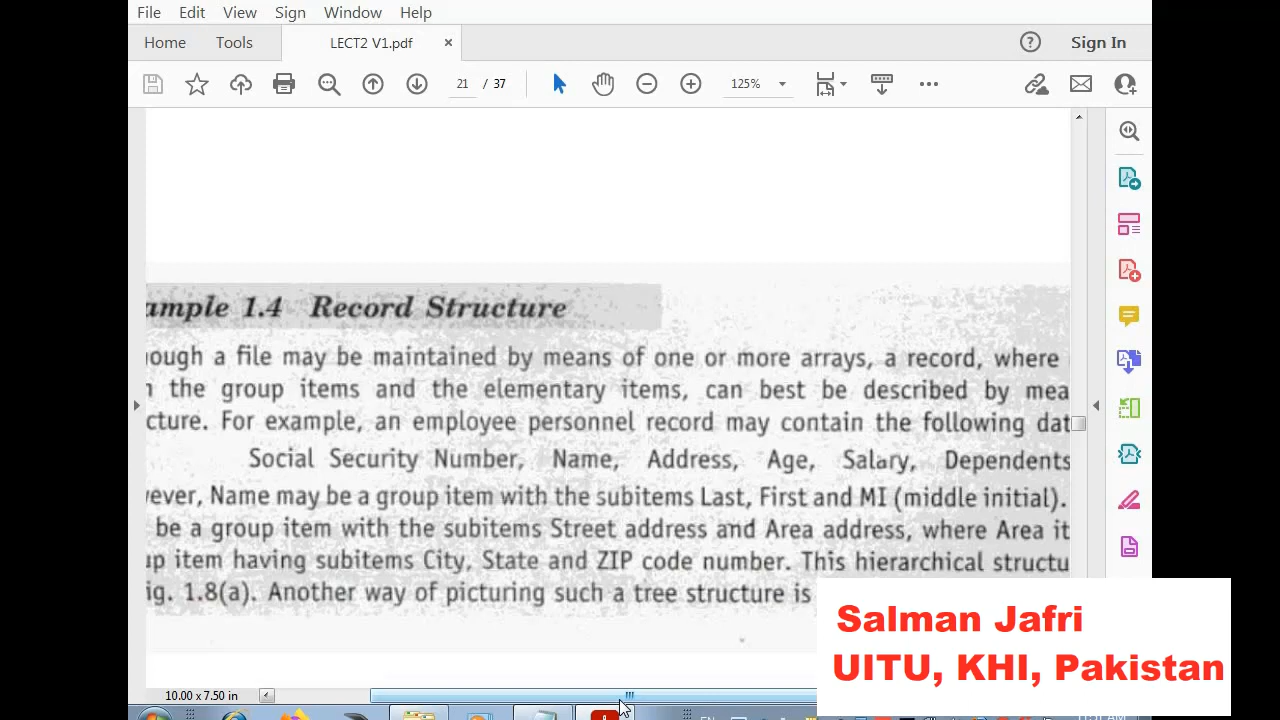 File Edit View Sign Window Help
Home Tools LECT2 V1.pdf × Sign In
21 / 37 125%
ample 1.4 Record Structure
ough a file may be maintained by means of one or more arrays, a record, where
the group items and the elementary items, can best be described by mea
cture. For example, an employee personnel record may contain the following dat
Social Security Number, Name, Address, Age, Salary, Dependents
ever, Name may be a group item with the subitems Last, First and MI (middle initial).
be a group item with the subitems Street address and Area address, where Area it
up item having subitems City, State and ZIP code number. This hierarchical structu
ig. 1.8(a). Another way of picturing such a tree structure is
Salman Jafri
UITU, KHI, Pakistan
10.00 x 7.50 in